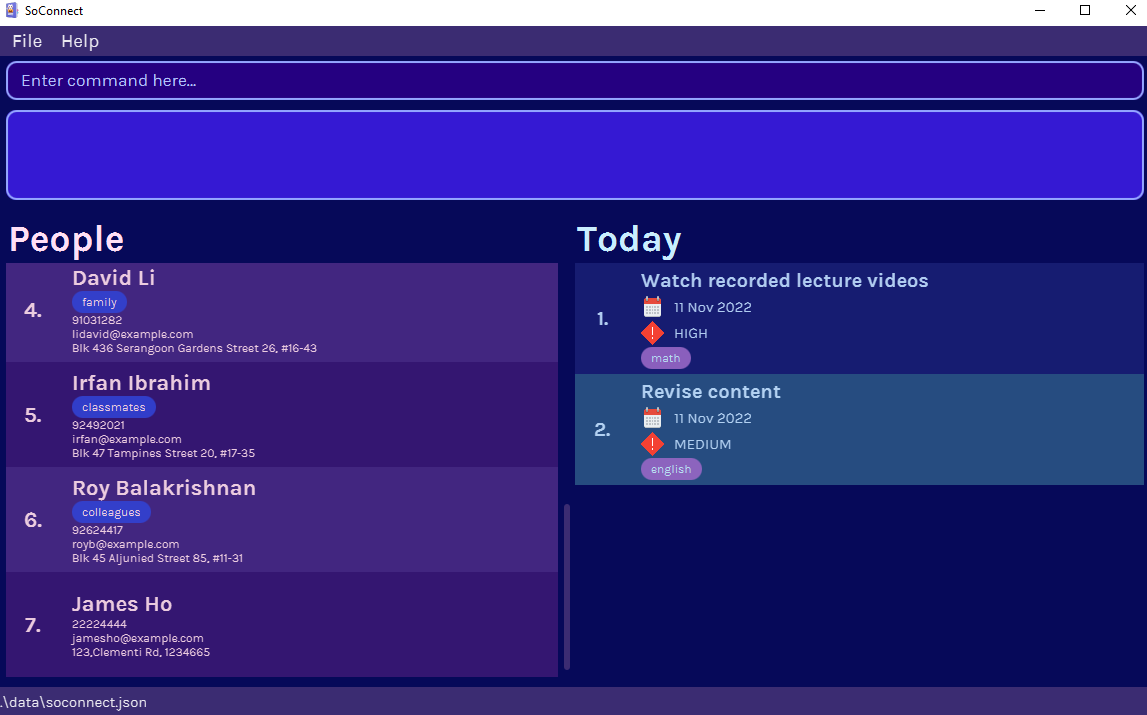 SoConnect
File Help
Enter command here...
People
4.
David Li
family
91031282
lidavid@example.com
Blk 436 Serangoon Gardens Street 26, #16-43
5.
Irfan Ibrahim
classmates
92492021
irfan@example.com
Blk 47 Tampines Street 20, #17-35
6.
Roy Balakrishnan
colleagues
92624417
royb@example.com
Blk 45 Aljunied Street 85, #11-31
7.
James Ho
22224444
jamesho@example.com
123,Clementi Rd, 1234665
Today
1.
Watch recorded lecture videos
11 Nov 2022
HIGH
math
2.
Revise content
11 Nov 2022
MEDIUM
english
.\data\soconnect.json